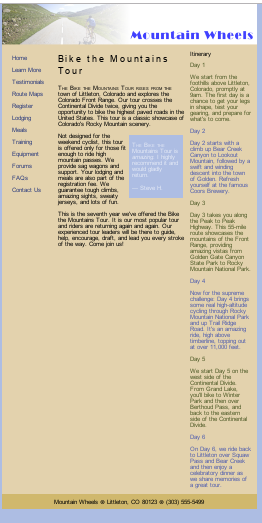 Mountain Wheels
Home
Learn More
Testimonials
Route Maps
Register
Lodging
Meals
Training
Equipment
Forums
FAQs
Contact Us
Bike the Mountains
Tour
The Bike the Mountains Tour rises from the
town of Littleton, Colorado and explores the
Colorado Front Range. Our tour crosses the
Continental Divide twice, giving you the
opportunity to bike the highest paved roads in the
United States. This tour is a classic showcase of
Colorado's Rocky Mountain scenery.
Not designed for the
weekend cyclist, this tour
is offered only for those fit
enough to ride high
mountain passes. We
provide sag wagons and
support. Your lodging and
meals are also part of the
registration fee. We
guarantee tough climbs,
amazing sights, sweaty
jerseys, and lots of fun.
The Bike the
Mountains Tour is
amazing. I highly
recommend it and
would gladly
return.
— Steve H.
This is the seventh year we've offered the Bike
the Mountains Tour. It is our most popular tour
and riders are returning again and again. Our
experienced tour leaders will be there to guide,
help, encourage, draft, and lead you every stroke
of the way. Come join us!
Itinerary
Day 1
We start from the
foothills above Littleton,
Colorado, promptly at
9am. The first day is a
chance to get your legs
in shape, test your
gearing, and prepare for
what's to come.
Day 2
Day 2 starts with a
climb up Bear Creek
Canyon to Lookout
Mountain, followed by a
swift and winding
descent into the town
of Golden. Refresh
yourself at the famous
Coors Brewery.
Day 3
Day 3 takes you along
the Peak to Peak
Highway. This 55-mile
route showcases the
mountains of the Front
Range, providing
amazing vistas from
Golden Gate Canyon
State Park to Rocky
Mountain National Park.
Day 4
Now for the supreme
challenge: Day 4 brings
some real high-altitude
cycling through Rocky
Mountain National Park
and up Trail Ridge
Road. It's an amazing
ride, high above
timberline, topping out
at over 11,000 feet.
Day 5
We start Day 5 on the
west side of the
Continental Divide.
From Grand Lake,
you'll bike to Winter
Park and then over
Berthoud Pass, and
back to the eastern
side of the Continental
Divide.
Day 6
On Day 6, we ride back
to Littleton over Squaw
Pass and Bear Creek
and then enjoy a
celebratory dinner as
we share memories of
a great tour.
Mountain Wheels ※ Littleton, CO 80123 ※ (303) 555-5499